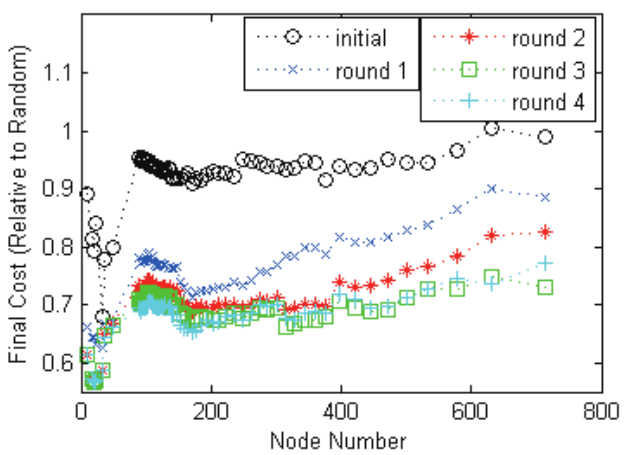 initial
round 1
round 2
round 3
round 4
Final Cost (Relative to Random)
1.1
1
0.9
0.8
0.7
0.6
0
200
400
600
800
Node Number